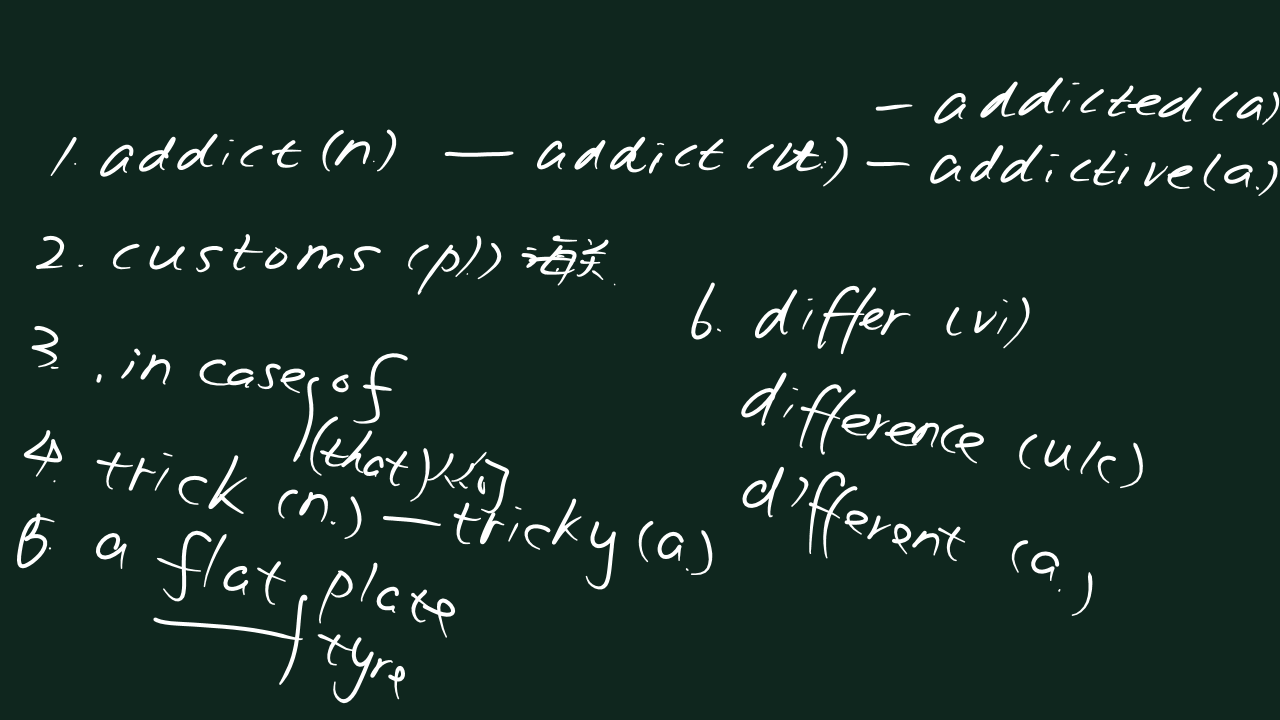 — addicted (a)
1. addict (n.) — addict (vt.) — addictive (a.)
2. customs (pl.) 海关
3. in case of
(that) 从句
4. trick (n.) — tricky (a.)
5. a flat plate
tyre
6. differ (vi)
difference (u/c)
different (a.)